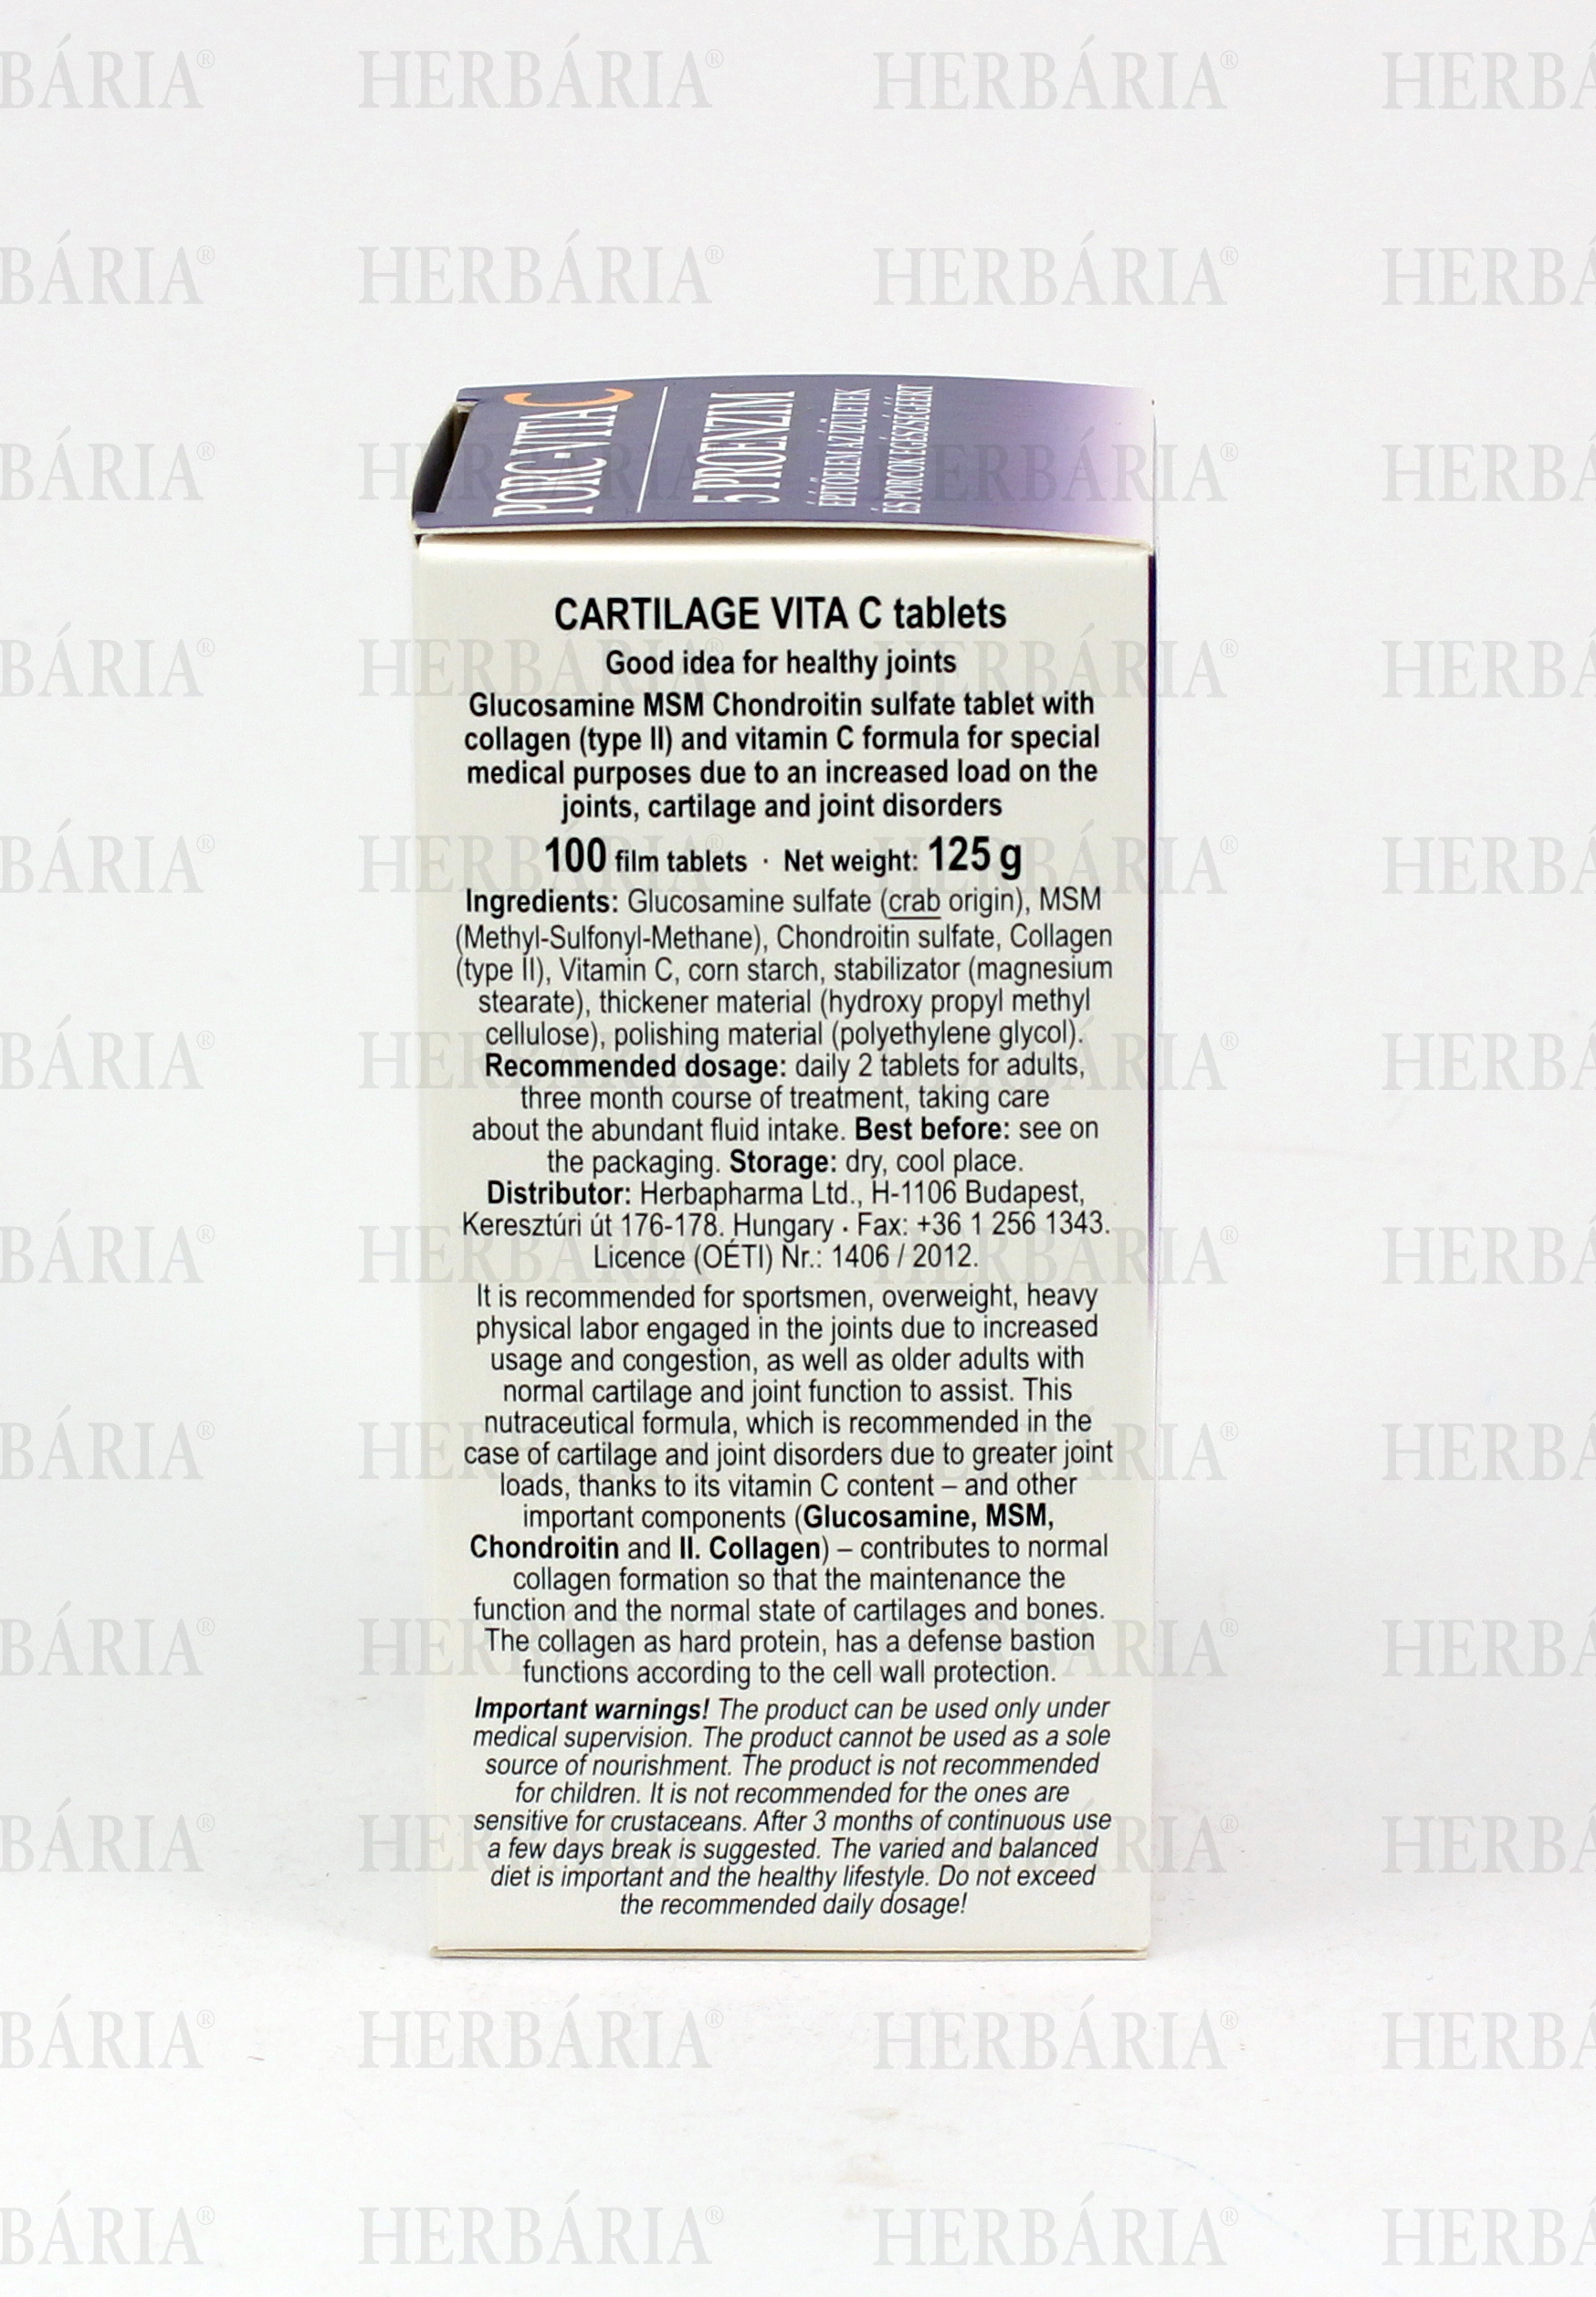 PORC-VITA C
5 PROENZIM
ÉPÍTŐELEM AZ ÍZÜLETEK
ÉS PORCOK EGÉSZSÉGÉÉRT
CARTILAGE VITA C tablets
Good idea for healthy joints
Glucosamine MSM Chondroitin sulfate tablet with
collagen (type II) and vitamin C formula for special
medical purposes due to an increased load on the
joints, cartilage and joint disorders
100 film tablets · Net weight: 125 g
Ingredients: Glucosamine sulfate (crab origin), MSM
(Methyl-Sulfonyl-Methane), Chondroitin sulfate, Collagen
(type II), Vitamin C, corn starch, stabilizator (magnesium
stearate), thickener material (hydroxy propyl methyl
cellulose), polishing material (polyethylene glycol).
Recommended dosage: daily 2 tablets for adults,
three month course of treatment, taking care
about the abundant fluid intake. Best before: see on
the packaging. Storage: dry, cool place.
Distributor: Herbapharma Ltd., H-1106 Budapest,
Keresztúri út 176-178. Hungary · Fax: +36 1 256 1343.
Licence (OÉTI) Nr.: 1406 / 2012.
It is recommended for sportsmen, overweight, heavy
physical labor engaged in the joints due to increased
usage and congestion, as well as older adults with
normal cartilage and joint function to assist. This
nutraceutical formula, which is recommended in the
case of cartilage and joint disorders due to greater joint
loads, thanks to its vitamin C content – and other
important components (Glucosamine, MSM,
Chondroitin and II. Collagen) – contributes to normal
collagen formation so that the maintenance the
function and the normal state of cartilages and bones.
The collagen as hard protein, has a defense bastion
functions according to the cell wall protection.
Important warnings! The product can be used only under
medical supervision. The product cannot be used as a sole
source of nourishment. The product is not recommended
for children. It is not recommended for the ones are
sensitive for crustaceans. After 3 months of continuous use
a few days break is suggested. The varied and balanced
diet is important and the healthy lifestyle. Do not exceed
the recommended daily dosage!
HERBÁRIA®